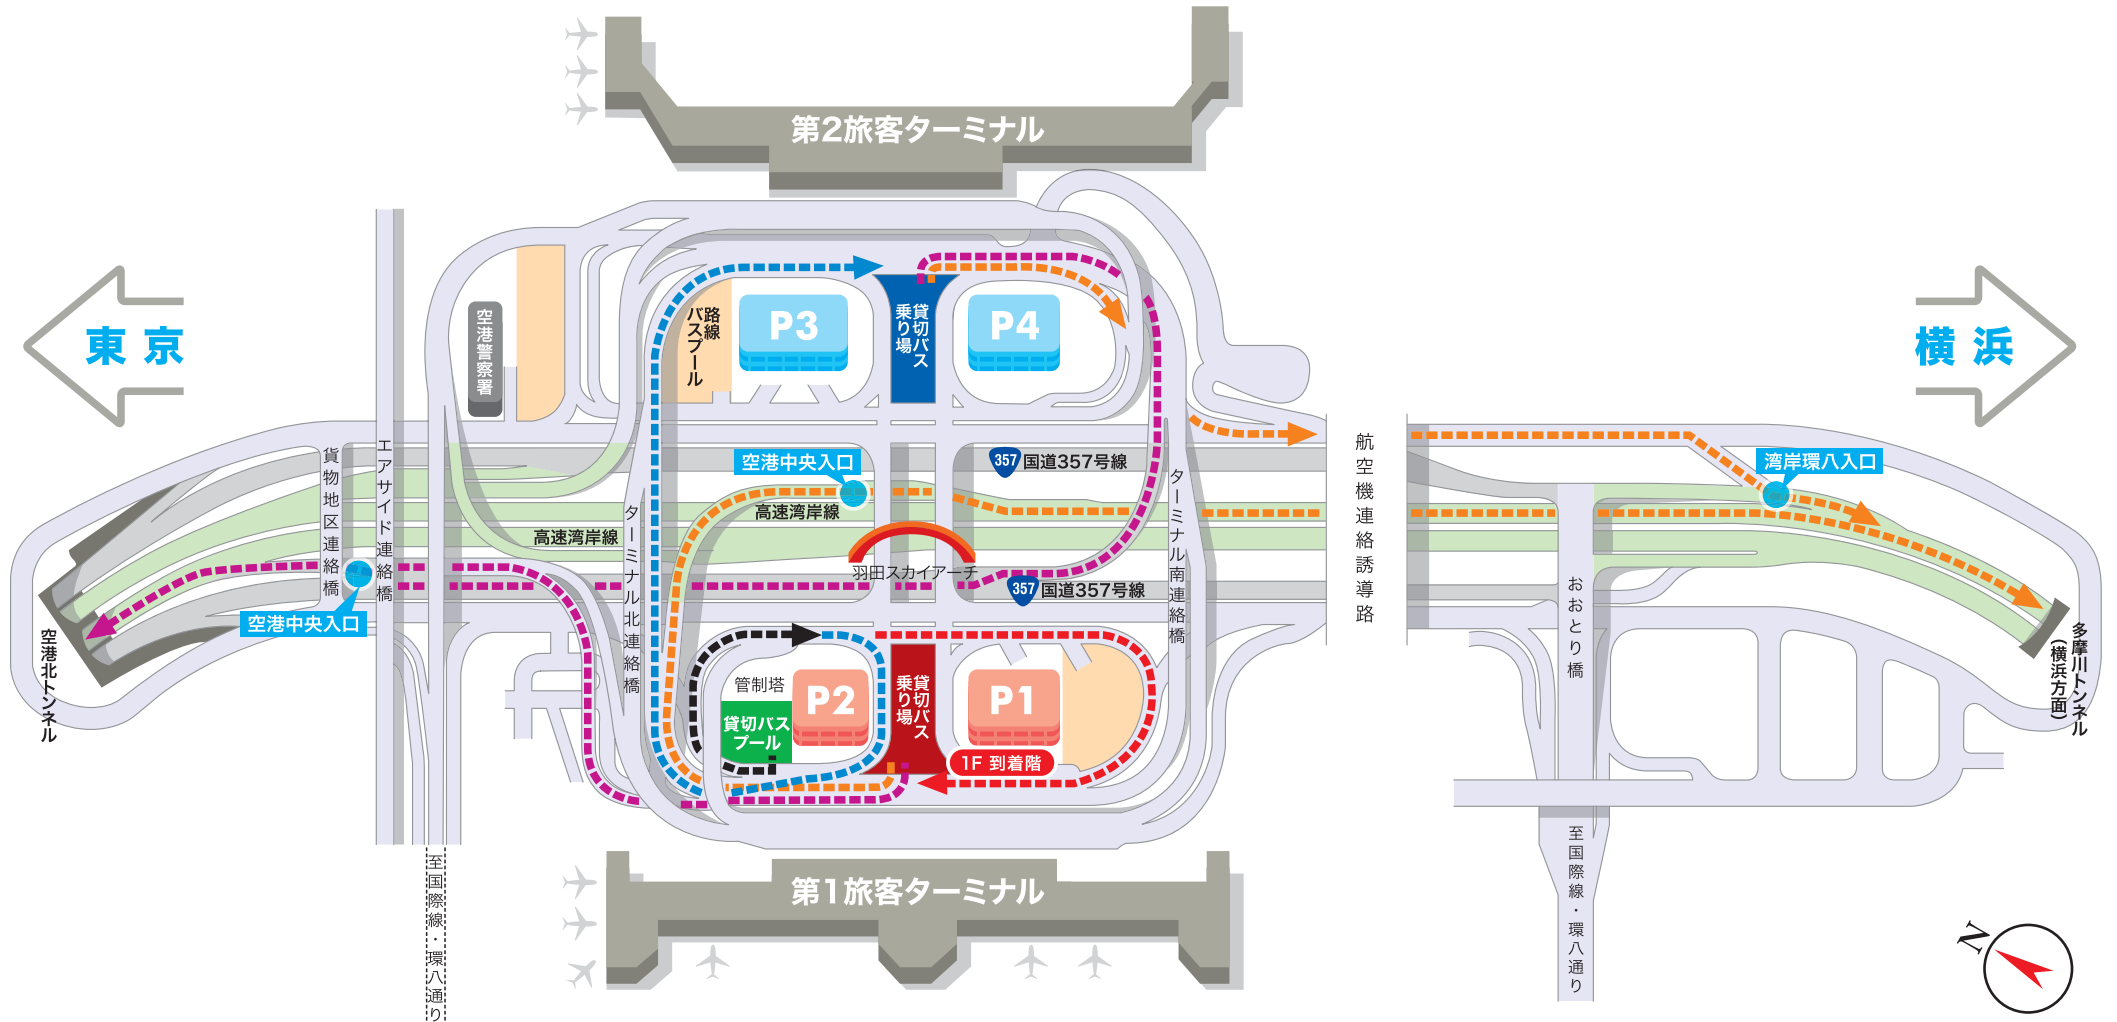 第2旅客ターミナル
東京
横浜
空港警察署
路線
バスプール
P3
貸切バス
乗り場
P4
貨物地区連絡橋
エアサイド連絡橋
空港中央入口
357
国道357号線
ターミナル南連絡橋
航空機連絡誘導路
湾岸環八入口
高速湾岸線
高速湾岸線
ターミナル北連絡橋
羽田スカイアーチ
357
国道357号線
空港中央入口
おおとり橋
空港北トンネル
多摩川トンネル
(横浜方面)
管制塔
貸切バス
プール
P2
貸切バス
乗り場
P1
1F 到着階
至国際線・環八通り
至国際線・環八通り
第1旅客ターミナル
N